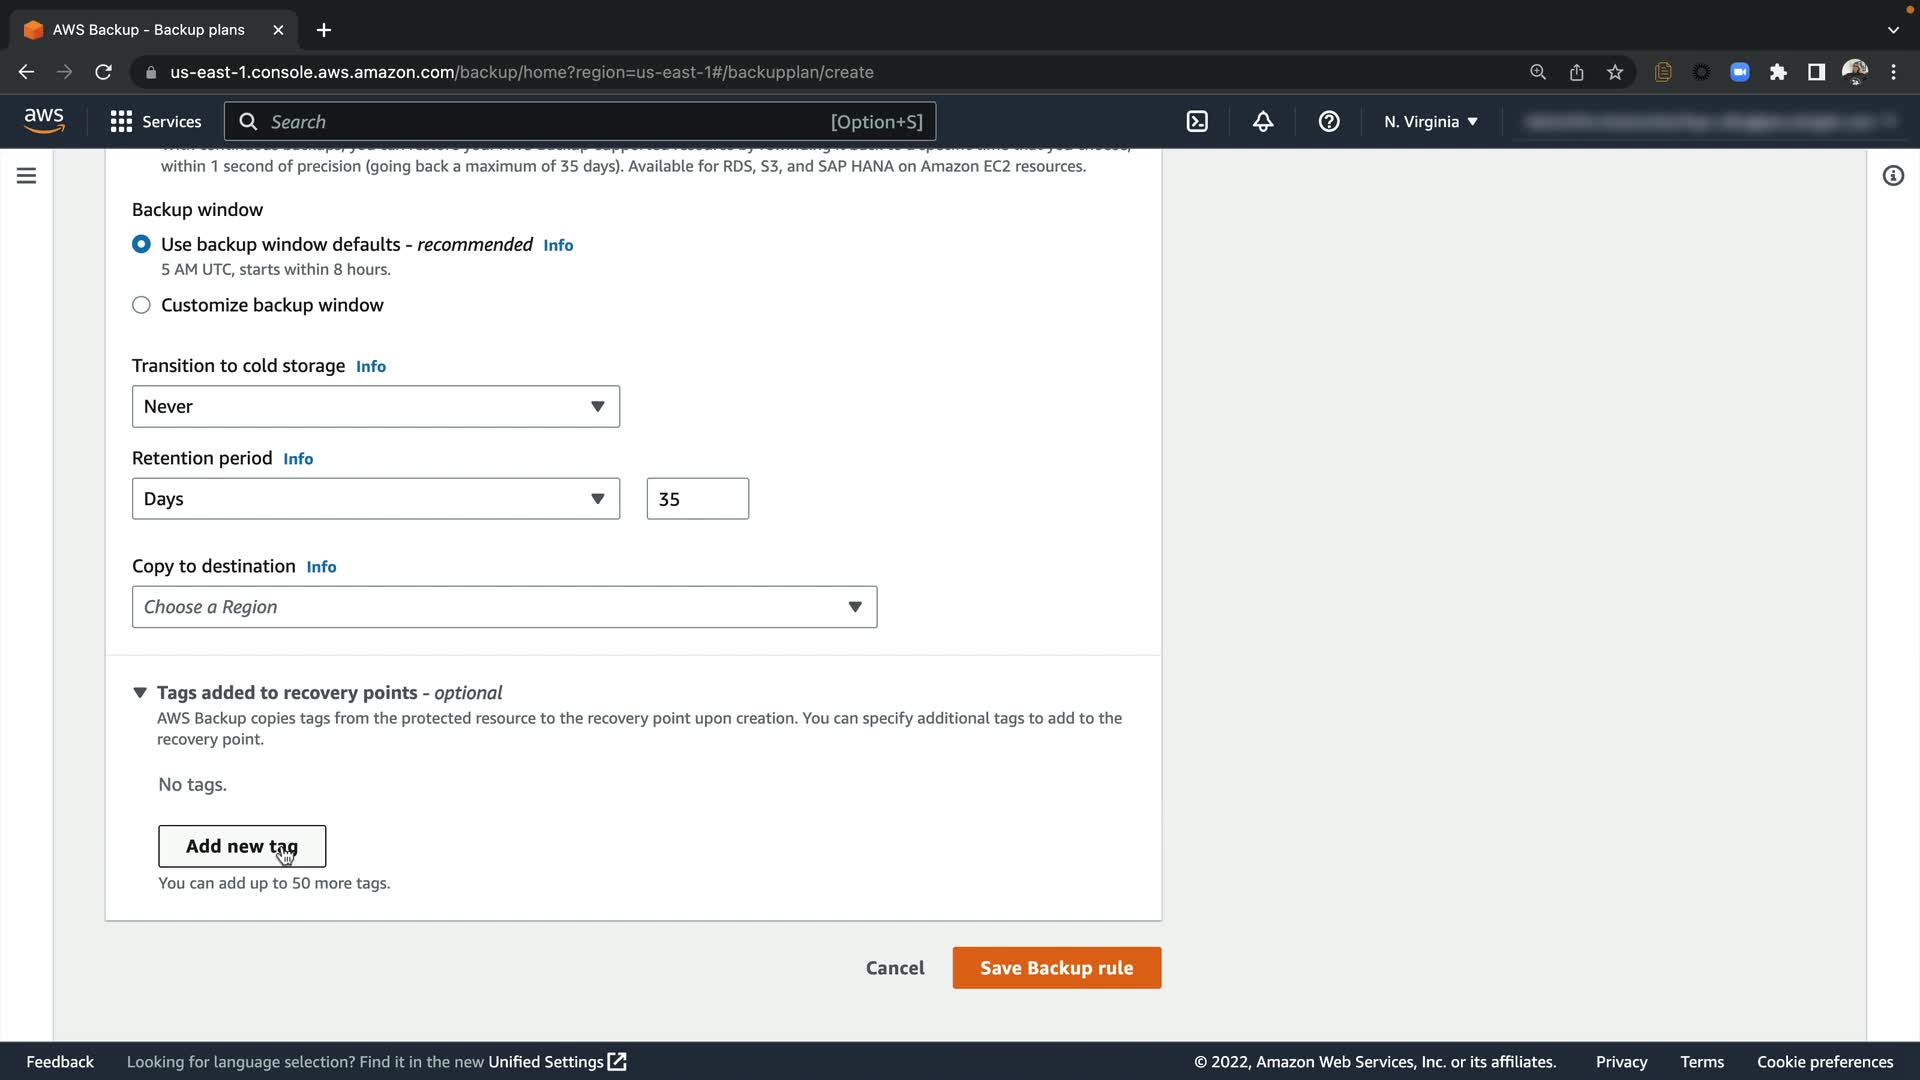 AWS Backup - Backup plans
us-east-1.console.aws.amazon.com/backup/home?region=us-east-1#/backupplan/create
aws
Services
Search
[Option+S]
N. Virginia
within 1 second of precision (going back a maximum of 35 days). Available for RDS, S3, and SAP HANA on Amazon EC2 resources.
Backup window
Use backup window defaults - recommended Info
5 AM UTC, starts within 8 hours.
Customize backup window
Transition to cold storage Info
Never
Retention period Info
Days
35
Copy to destination Info
Choose a Region
Tags added to recovery points - optional
AWS Backup copies tags from the protected resource to the recovery point upon creation. You can specify additional tags to add to the
recovery point.
No tags.
Add new tag
You can add up to 50 more tags.
Cancel
Save Backup rule
Feedback
Looking for language selection? Find it in the new Unified Settings
© 2022, Amazon Web Services, Inc. or its affiliates.
Privacy
Terms
Cookie preferences